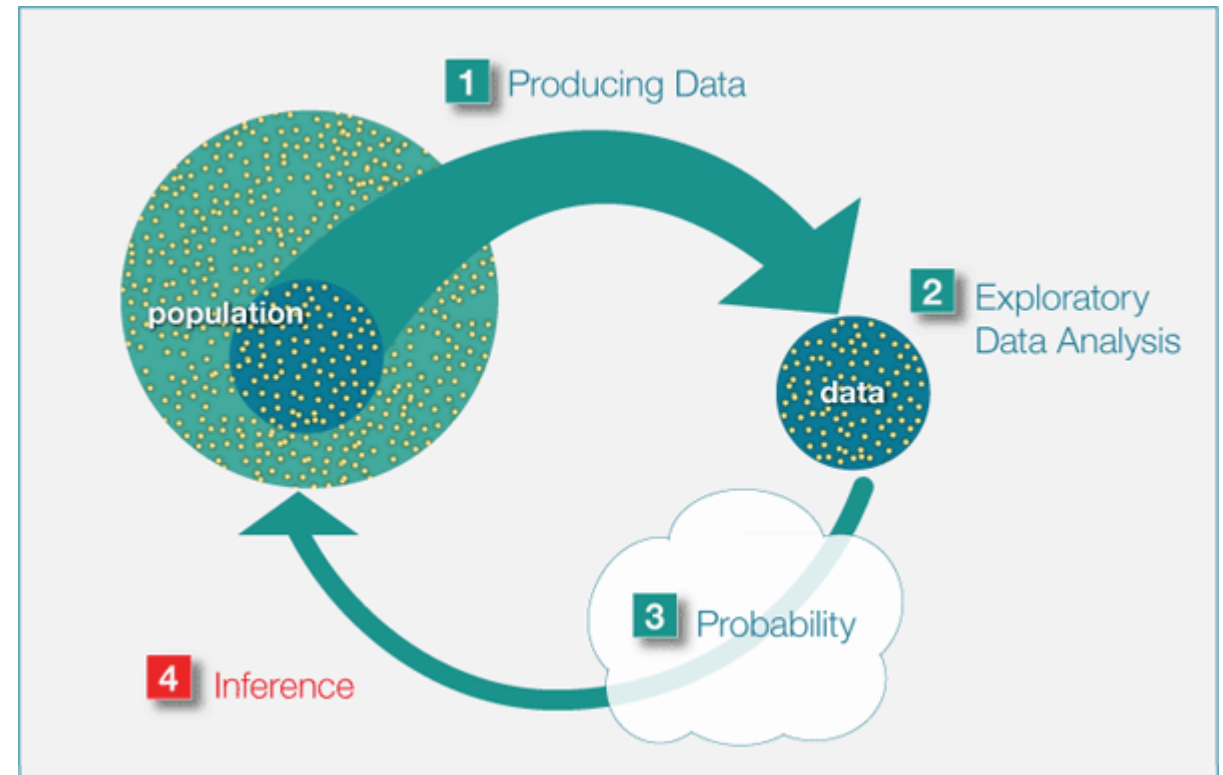 1 Producing Data
population
2 Exploratory
Data Analysis
data
3 Probability
4 Inference